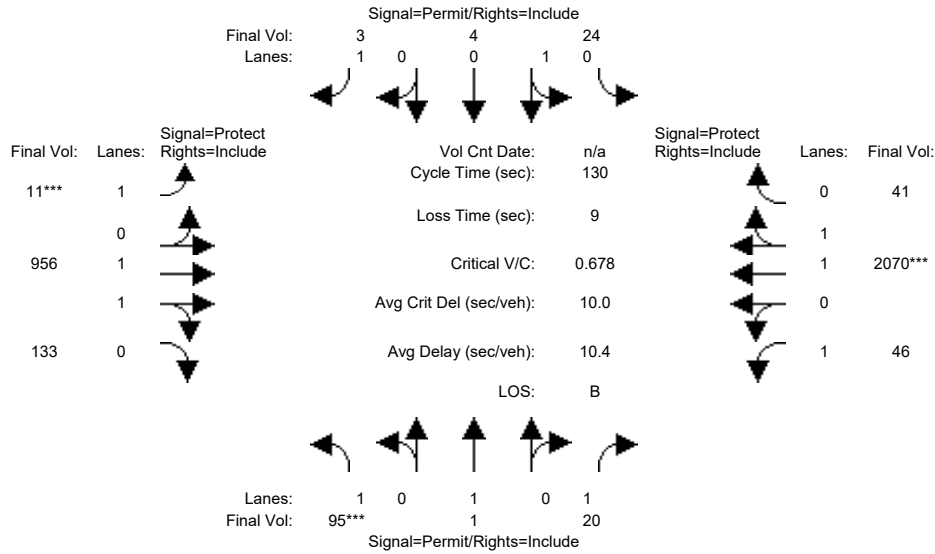 Signal=Permit/Rights=Include
Final Vol: 3 4 24
Lanes: 1 0 0 1 0
Signal=Protect
Final Vol: Lanes: Rights=Include
Vol Cnt Date: n/a
Signal=Protect
Rights=Include Lanes: Final Vol:
Cycle Time (sec): 130
11*** 1
0 41
Loss Time (sec): 9
0
1
956 1
Critical V/C: 0.678
1 2070***
1
Avg Crit Del (sec/veh): 10.0
0
133 0
Avg Delay (sec/veh): 10.4
1 46
LOS: B
Lanes: 1 0 1 0 1
Final Vol: 95*** 1 20
Signal=Permit/Rights=Include